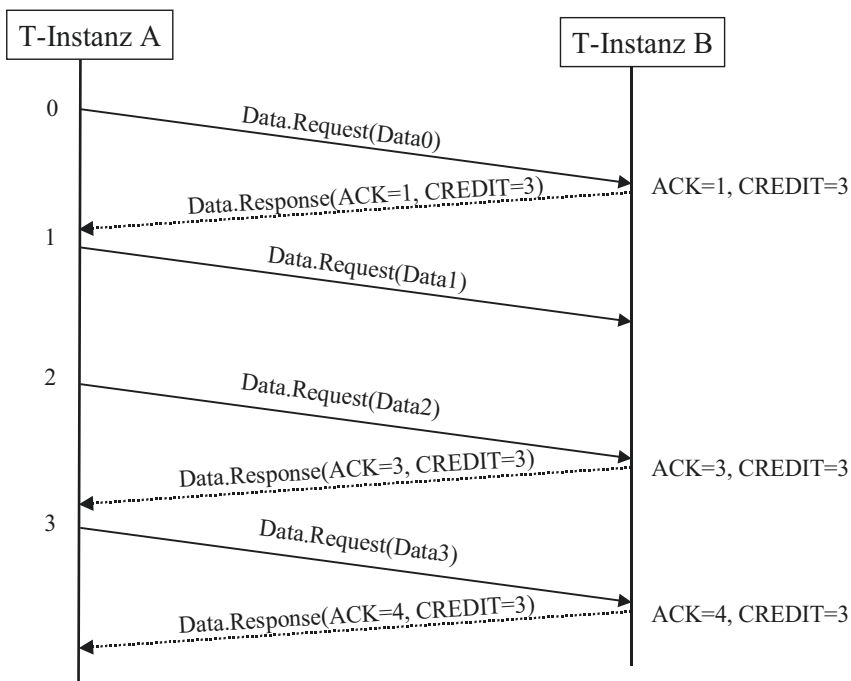 T-Instanz A
T-Instanz B
0
Data.Request(Data0)
Data.Response(ACK=1, CREDIT=3)
ACK=1, CREDIT=3
1
Data.Request(Data1)
2
Data.Request(Data2)
Data.Response(ACK=3, CREDIT=3)
ACK=3, CREDIT=3
3
Data.Request(Data3)
Data.Response(ACK=4, CREDIT=3)
ACK=4, CREDIT=3